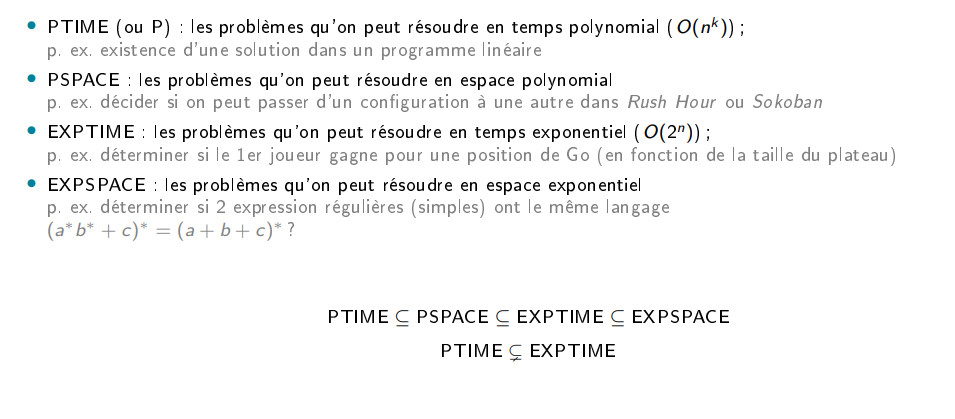 • PTIME (ou P) : les problèmes qu'on peut résoudre en temps polynomial (O(nᵏ)) ;
p. ex. existence d'une solution dans un programme linéaire
• PSPACE : les problèmes qu'on peut résoudre en espace polynomial
p. ex. décider si on peut passer d'un configuration à une autre dans Rush Hour ou Sokoban
• EXPTIME : les problèmes qu'on peut résoudre en temps exponentiel (O(2ⁿ)) ;
p. ex. déterminer si le 1er joueur gagne pour une position de Go (en fonction de la taille du plateau)
• EXPSPACE : les problèmes qu'on peut résoudre en espace exponentiel
p. ex. déterminer si 2 expression régulières (simples) ont le même langage
(a*b* + c)* = (a + b + c)* ?
PTIME ⊆ PSPACE ⊆ EXPTIME ⊆ EXPSPACE
PTIME ⊊ EXPTIME